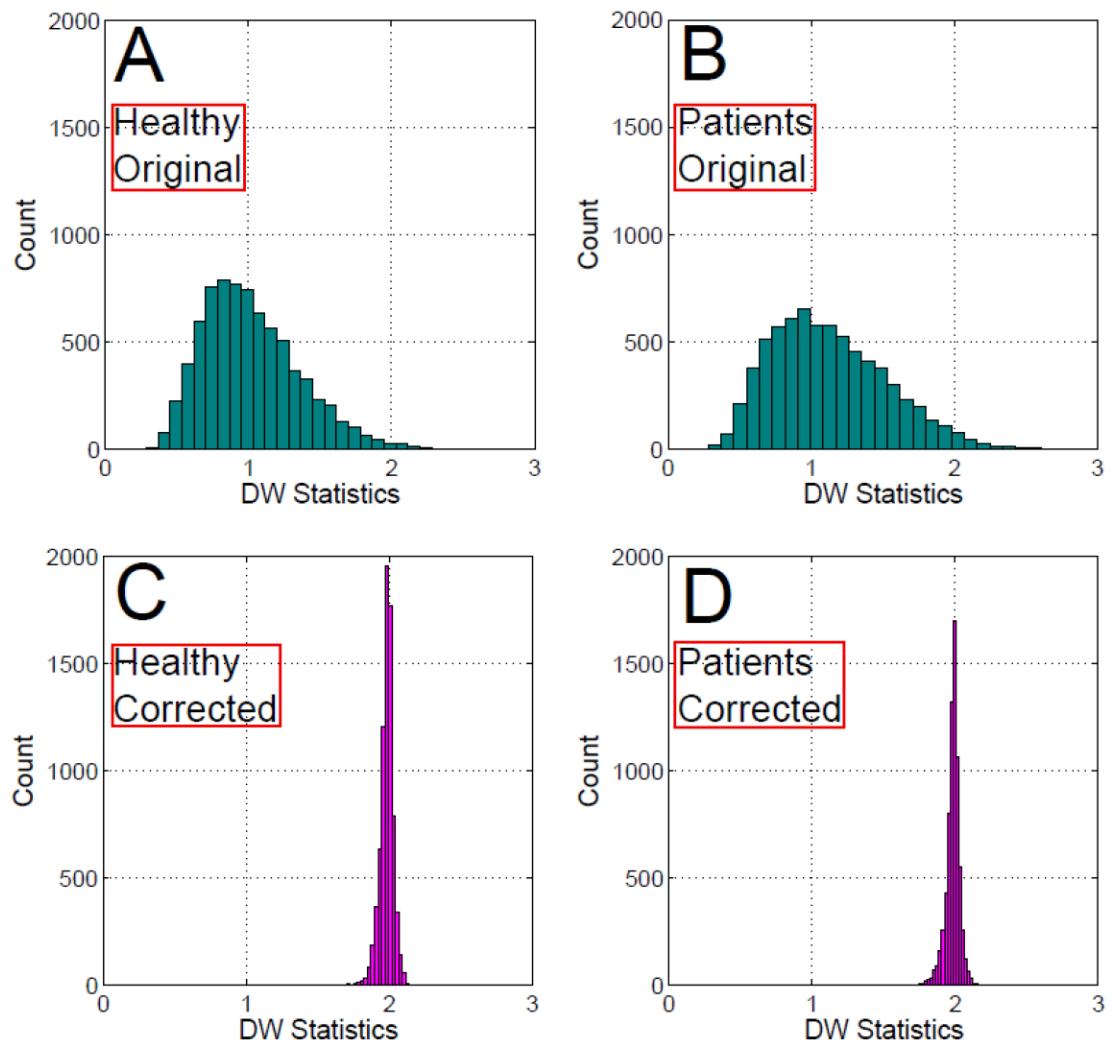 A
Healthy
Original
2000
1500
1000
500
0
Count
0 1 2 3
DW Statistics
B
Patients
Original
2000
1500
1000
500
0
Count
0 1 2 3
DW Statistics
C
Healthy
Corrected
2000
1500
1000
500
0
Count
0 1 2 3
DW Statistics
D
Patients
Corrected
2000
1500
1000
500
0
Count
0 1 2 3
DW Statistics